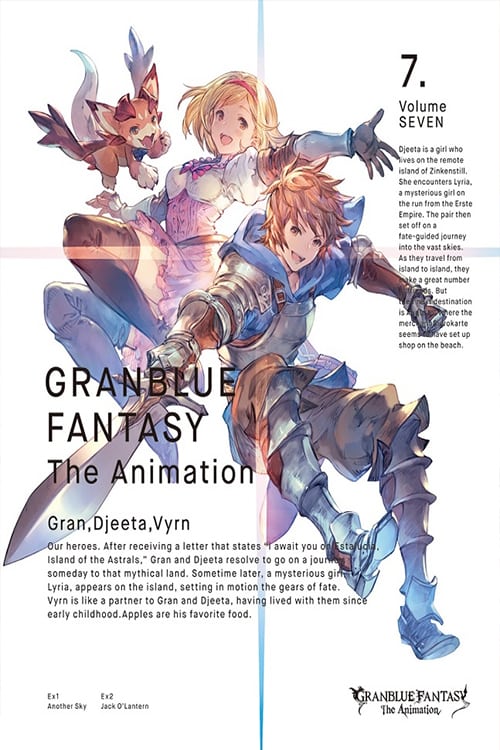 7.
Volume
SEVEN
Djeeta is a girl who
lives on the remote
island of Zinkenstill.
She encounters Lyria,
a mysterious girl on
the run from the Erste
Empire. The pair then
set off on a
fate-guided journey
into the vast skies.
As they travel from
island to island, they
make a great number
But
destination
is where the
seems have set up
shop on the beach.
GRANBLUE
FANTASY
The Animation
Gran,Djeeta,Vyrn
Our heroes. After receiving a letter that states "I await you on Estalucia,
Island of the Astrals," Gran and Djeeta resolve to go on a journey
someday to that mythical land. Sometime later, a mysterious girl,
Lyria, appears on the island, setting in motion the gears of fate.
Vyrn is like a partner to Gran and Djeeta, having lived with them since
early childhood.Apples are his favorite food.
Ex1
Another Sky
Ex2
Jack O'Lantern
GRANBLUE FANTASY
The Animation